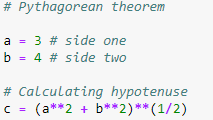 # Pythagorean theorem
a = 3 # side one
b = 4 # side two
# Calculating hypotenuse
c = (a**2 + b**2)**(1/2)